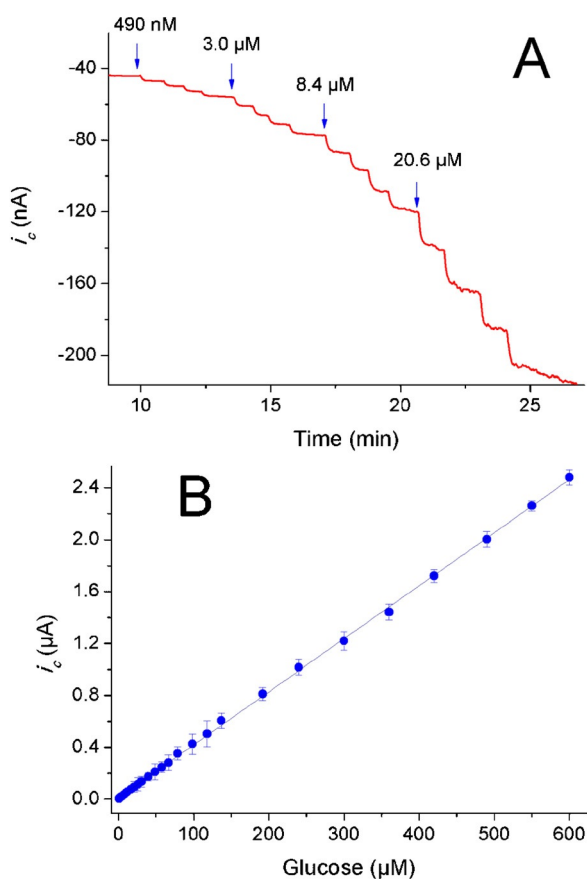 490 nM
A
-40
3.0 µM
8.4 µM
-80
20.6 µM
-120
-160
-200
i_c (nA)
10 15 20 25
Time (min)
B
2.4
2.0
1.6
1.2
0.8
0.4
0.0
i_c (µA)
0 100 200 300 400 500 600
Glucose (µM)